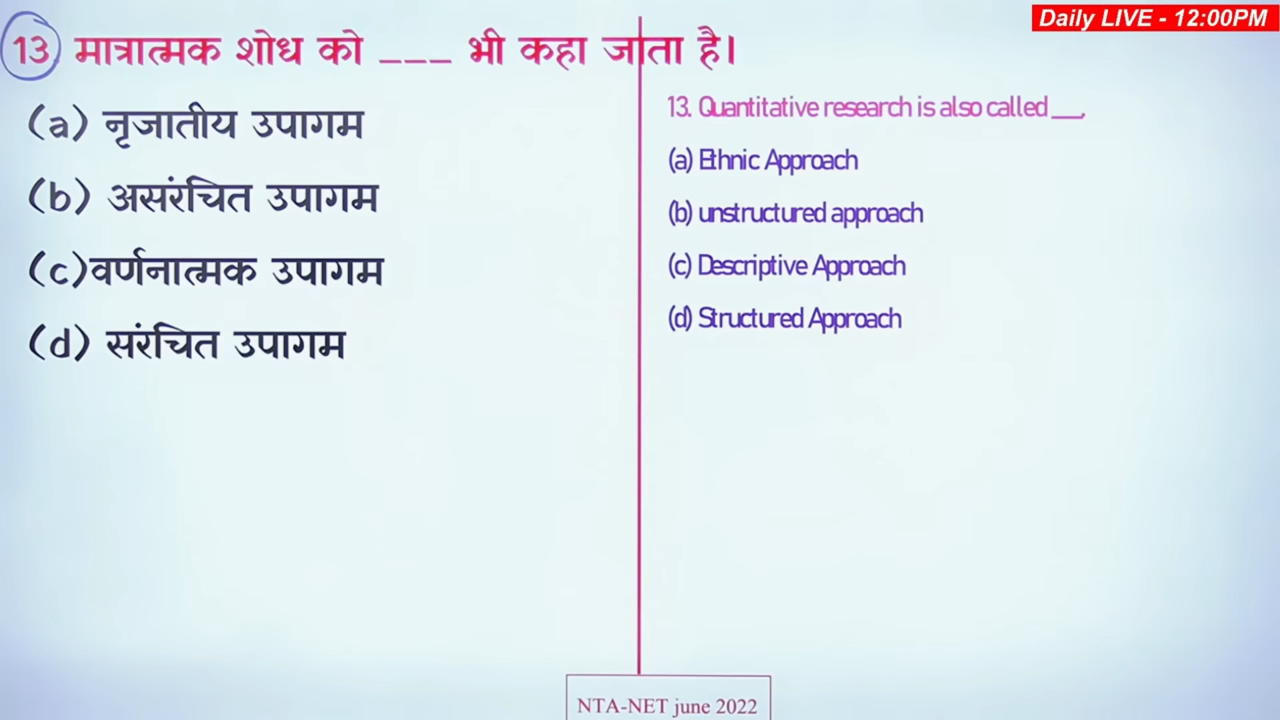 Daily LIVE - 12:00PM
13. मात्रात्मक शोध को ___ भी कहा जाता है।
(a) नृजातीय उपागम
(b) असंरचित उपागम
(c)वर्णनात्मक उपागम
(d) संरंचित उपागम
13. Quantitative research is also called ___.
(a) Ethnic Approach
(b) unstructured approach
(c) Descriptive Approach
(d) Structured Approach
NTA-NET june 2022